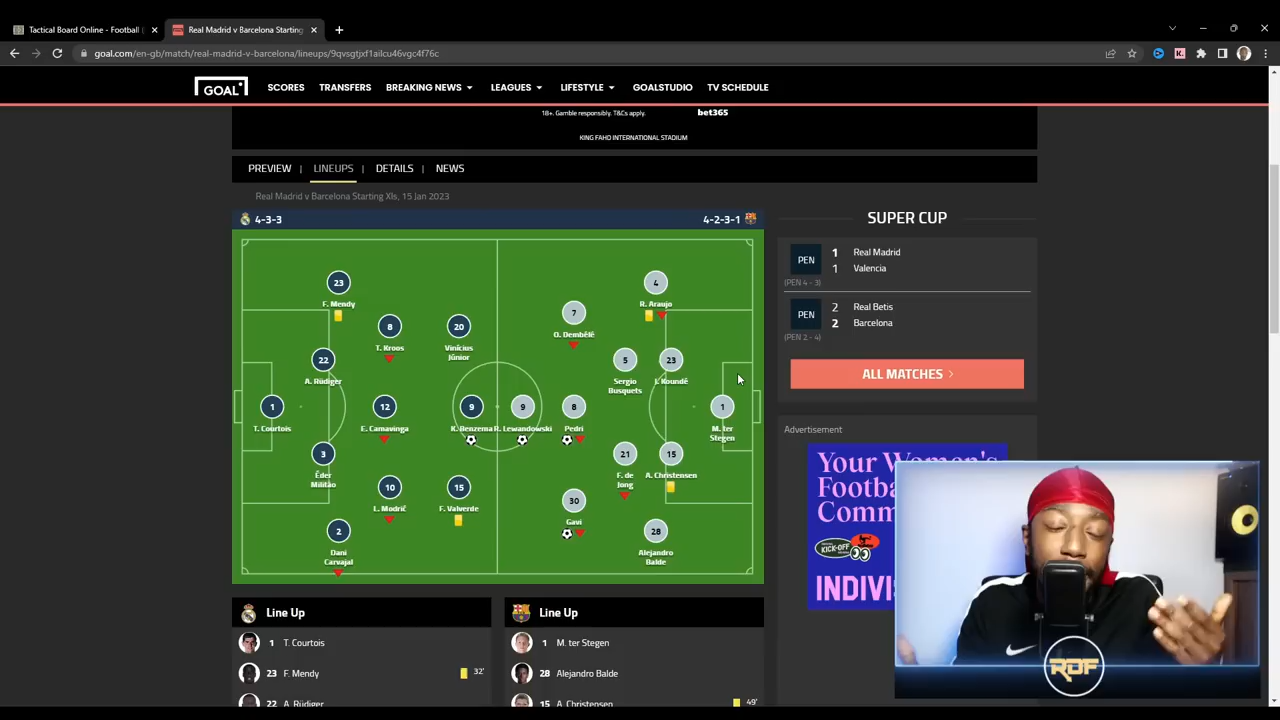 Tactical Board Online - Football
Real Madrid v Barcelona Starting
goal.com/en-gb/match/real-madrid-v-barcelona/lineups/9qvsgtjxf1ailcu46vgc4f76c
GOAL
SCORES
TRANSFERS
BREAKING NEWS
LEAGUES
LIFESTYLE
GOALSTUDIO
TV SCHEDULE
18+. Gamble responsibly. T&Cs apply.
bet365
KING FAHD INTERNATIONAL STADIUM
PREVIEW | LINEUPS | DETAILS | NEWS
Real Madrid v Barcelona Starting XIs, 15 Jan 2023
4-3-3
4-2-3-1
23
F. Mendy
8
T. Kroos
20
Vinícius
Júnior
22
A. Rüdiger
1
T. Courtois
12
E. Camavinga
9
K. Benzema
3
Éder
Militão
10
L. Modrič
15
F. Valverde
2
Dani
Carvajal
4
R. Araujo
7
O. Dembélé
5
Sergio
Busquets
23
J. Koundé
9
R. Lewandowski
8
Pedri
1
M. ter
Stegen
21
F. de
Jong
15
A. Christensen
30
Gavi
28
Alejandro
Balde
SUPER CUP
PEN
1 Real Madrid
1 Valencia
(PEN 4 - 3)
PEN
2 Real Betis
2 Barcelona
(PEN 2 - 4)
ALL MATCHES >
Advertisement
Your Women's
Football
Comm
KICK-OFF
INDIVI
Line Up
1 T. Courtois
23 F. Mendy 32'
22 A. Rüdiger
Line Up
1 M. ter Stegen
28 Alejandro Balde
15 A. Christensen 49'
RDF